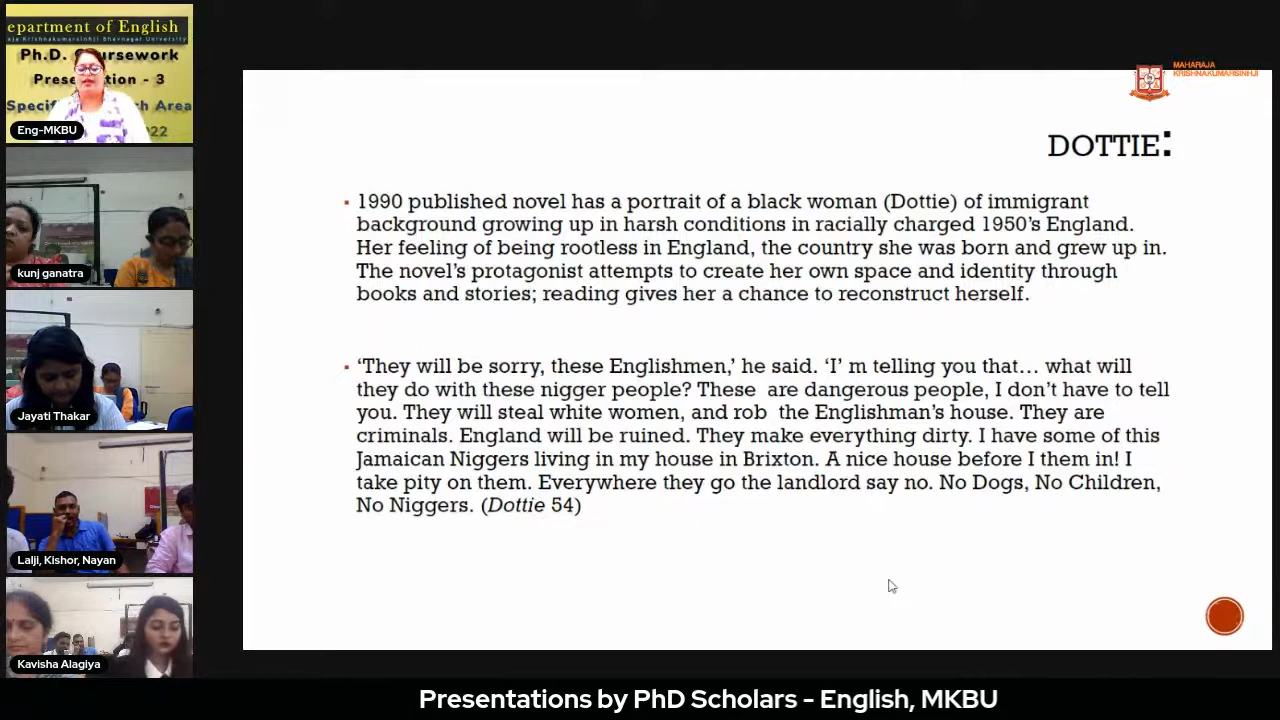 epartment of English
Ph.D. Coursework
Presentation - 3
2022
Eng-MKBU
kunj ganatra
Jayati Thakar
Lalji, Kishor, Nayan
Kavisha Alagiya
MAHARAJA
KRISHNAKUMARSINHJI
DOTTIE:
1990 published novel has a portrait of a black woman (Dottie) of immigrant
background growing up in harsh conditions in racially charged 1950's England.
Her feeling of being rootless in England, the country she was born and grew up in.
The novel's protagonist attempts to create her own space and identity through
books and stories; reading gives her a chance to reconstruct herself.
‘They will be sorry, these Englishmen,’ he said. ‘I’ m telling you that… what will
they do with these nigger people? These are dangerous people, I don’t have to tell
you. They will steal white women, and rob the Englishman’s house. They are
criminals. England will be ruined. They make everything dirty. I have some of this
Jamaican Niggers living in my house in Brixton. A nice house before I them in! I
take pity on them. Everywhere they go the landlord say no. No Dogs, No Children,
No Niggers. (Dottie 54)
Presentations by PhD Scholars - English, MKBU